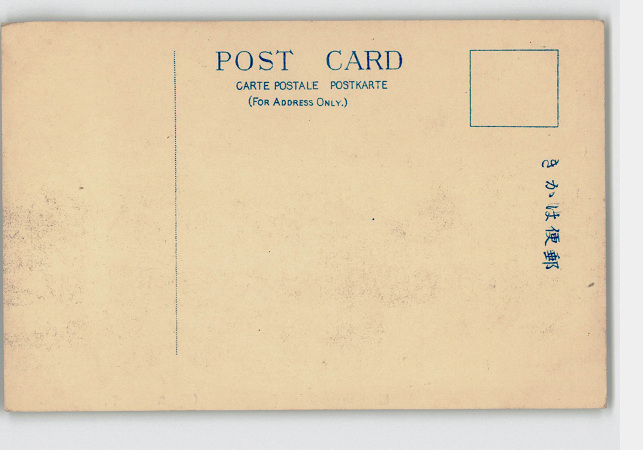 POST CARD
CARTE POSTALE POSTKARTE
(FOR ADDRESS ONLY.)
きかは便郵